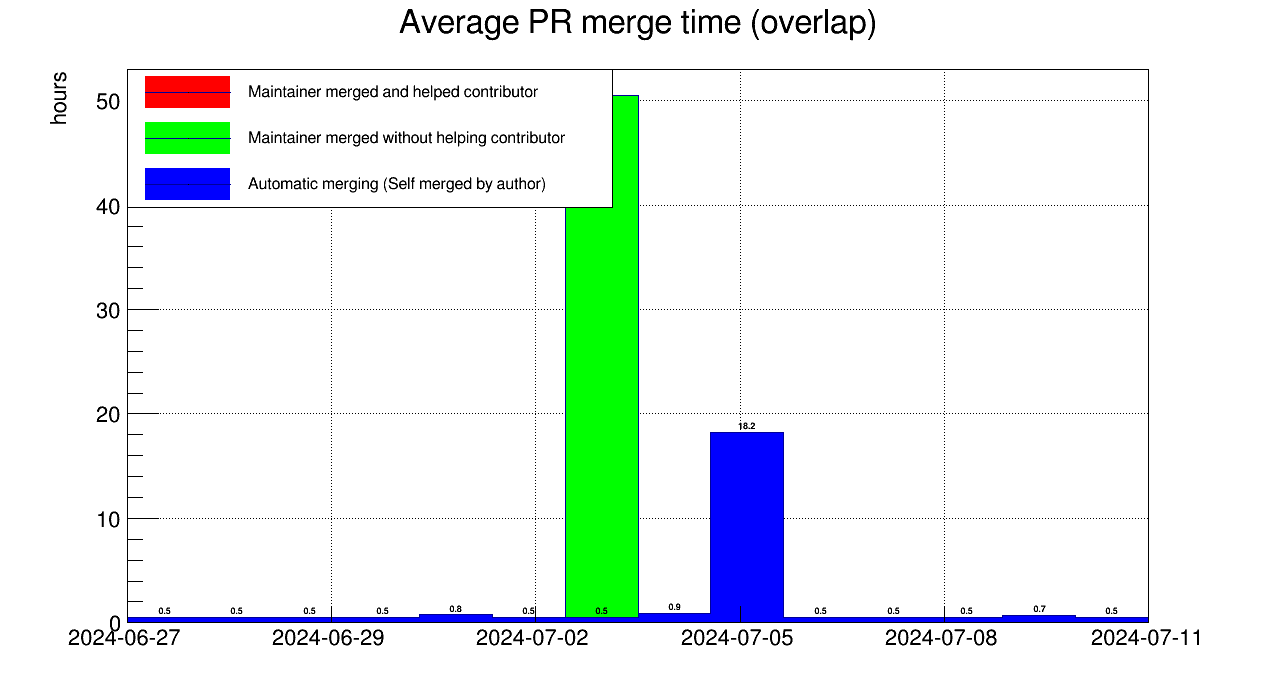 Average PR merge time (overlap)
hours
Maintainer merged and helped contributor
Maintainer merged without helping contributor
Automatic merging (Self merged by author)
50
40
30
20
10
0
18.2
0.5 0.5 0.5 0.5 0.8 0.5 0.5 0.9 0.5 0.5 0.5 0.7 0.5
2024-06-27 2024-06-29 2024-07-02 2024-07-05 2024-07-08 2024-07-11